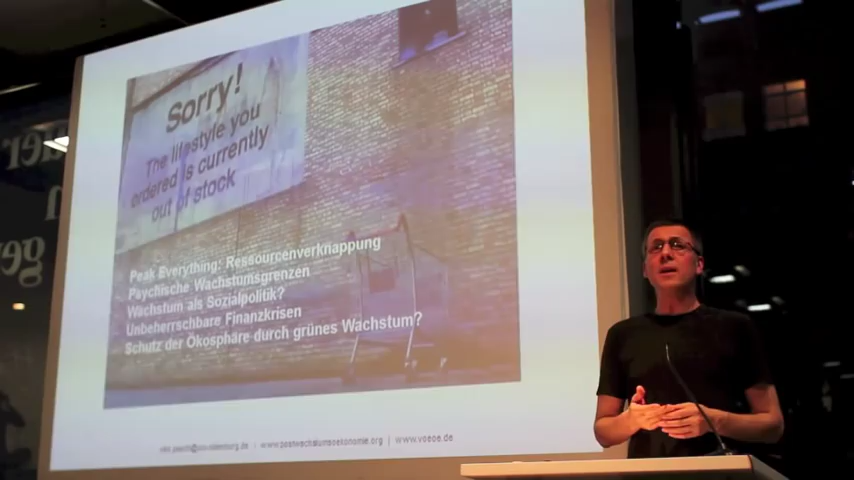 Sorry!
The lifestyle you
ordered is currently
out of stock
Peak Everything: Ressourcenverknappung
Psychische Wachstumsgrenzen
Wachstum als Sozialpolitik?
Unbeherrschbare Finanzkrisen
Schutz der Ökosphäre durch grünes Wachstum?
| www.postwachstumsoekonomie.org | www.voeoe.de